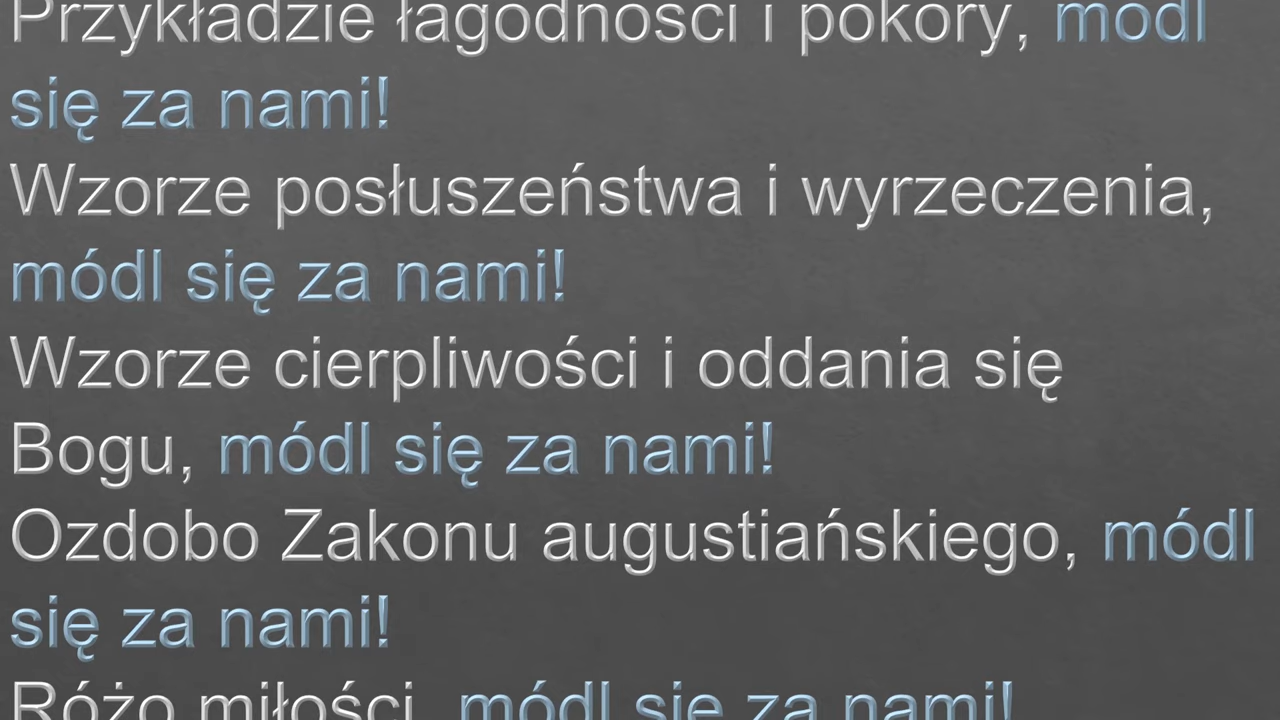 Przykładzie łagodności i pokory, módl
się za nami!
Wzorze posłuszeństwa i wyrzeczenia,
módl się za nami!
Wzorze cierpliwości i oddania się
Bogu, módl się za nami!
Ozdobo Zakonu augustiańskiego, módl
się za nami!
Różo miłości, módl się za nami!